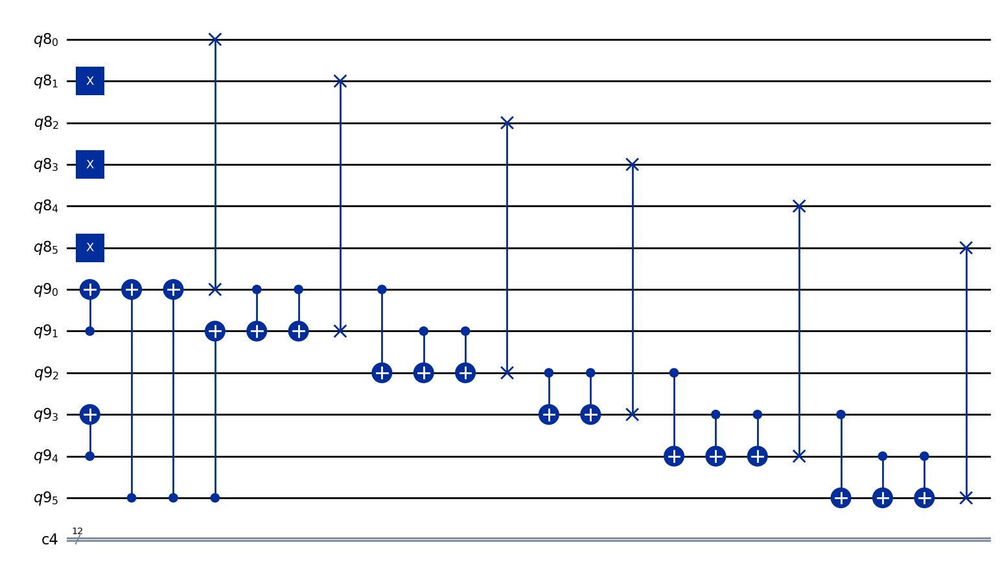 q8₀
q8₁ X
q8₂
q8₃ X
q8₄
q8₅ X
q9₀
q9₁
q9₂
q9₃
q9₄
q9₅
c4 12